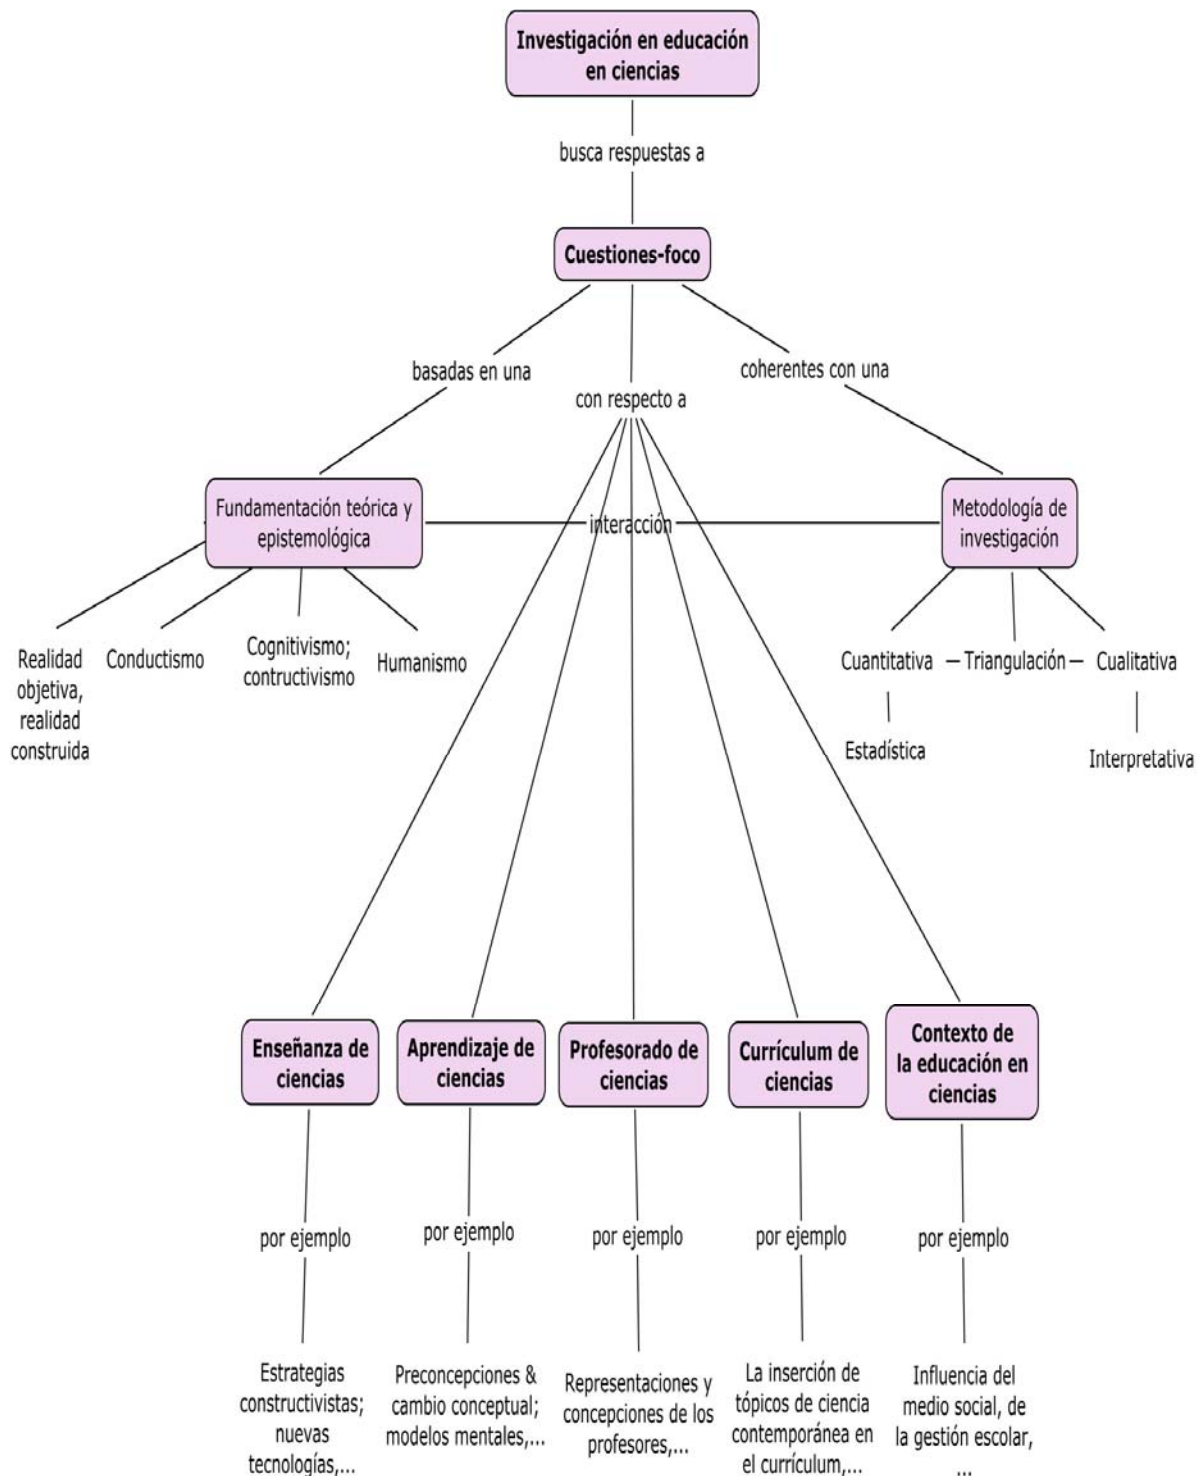 Investigación en educación
en ciencias
busca respuestas a
Cuestiones-foco
basadas en una
con respecto a
coherentes con una
Fundamentación teórica y
epistemológica
interacción
Metodología de
investigación
Realidad
objetiva,
realidad
construida
Conductismo
Cognitivismo;
contructivismo
Humanismo
Cuantitativa
Triangulación
Cualitativa
Estadística
Interpretativa
Enseñanza de
ciencias
Aprendizaje de
ciencias
Profesorado de
ciencias
Currículum de
ciencias
Contexto de
la educación en
ciencias
por ejemplo
por ejemplo
por ejemplo
por ejemplo
por ejemplo
Estrategias
constructivistas;
nuevas
tecnologías,...
Preconcepciones &
cambio conceptual;
modelos mentales,...
Representaciones y
concepciones de los
profesores,...
La inserción de
tópicos de ciencia
contemporánea en
el currículum,...
Influencia del
medio social, de
la gestión escolar,
...